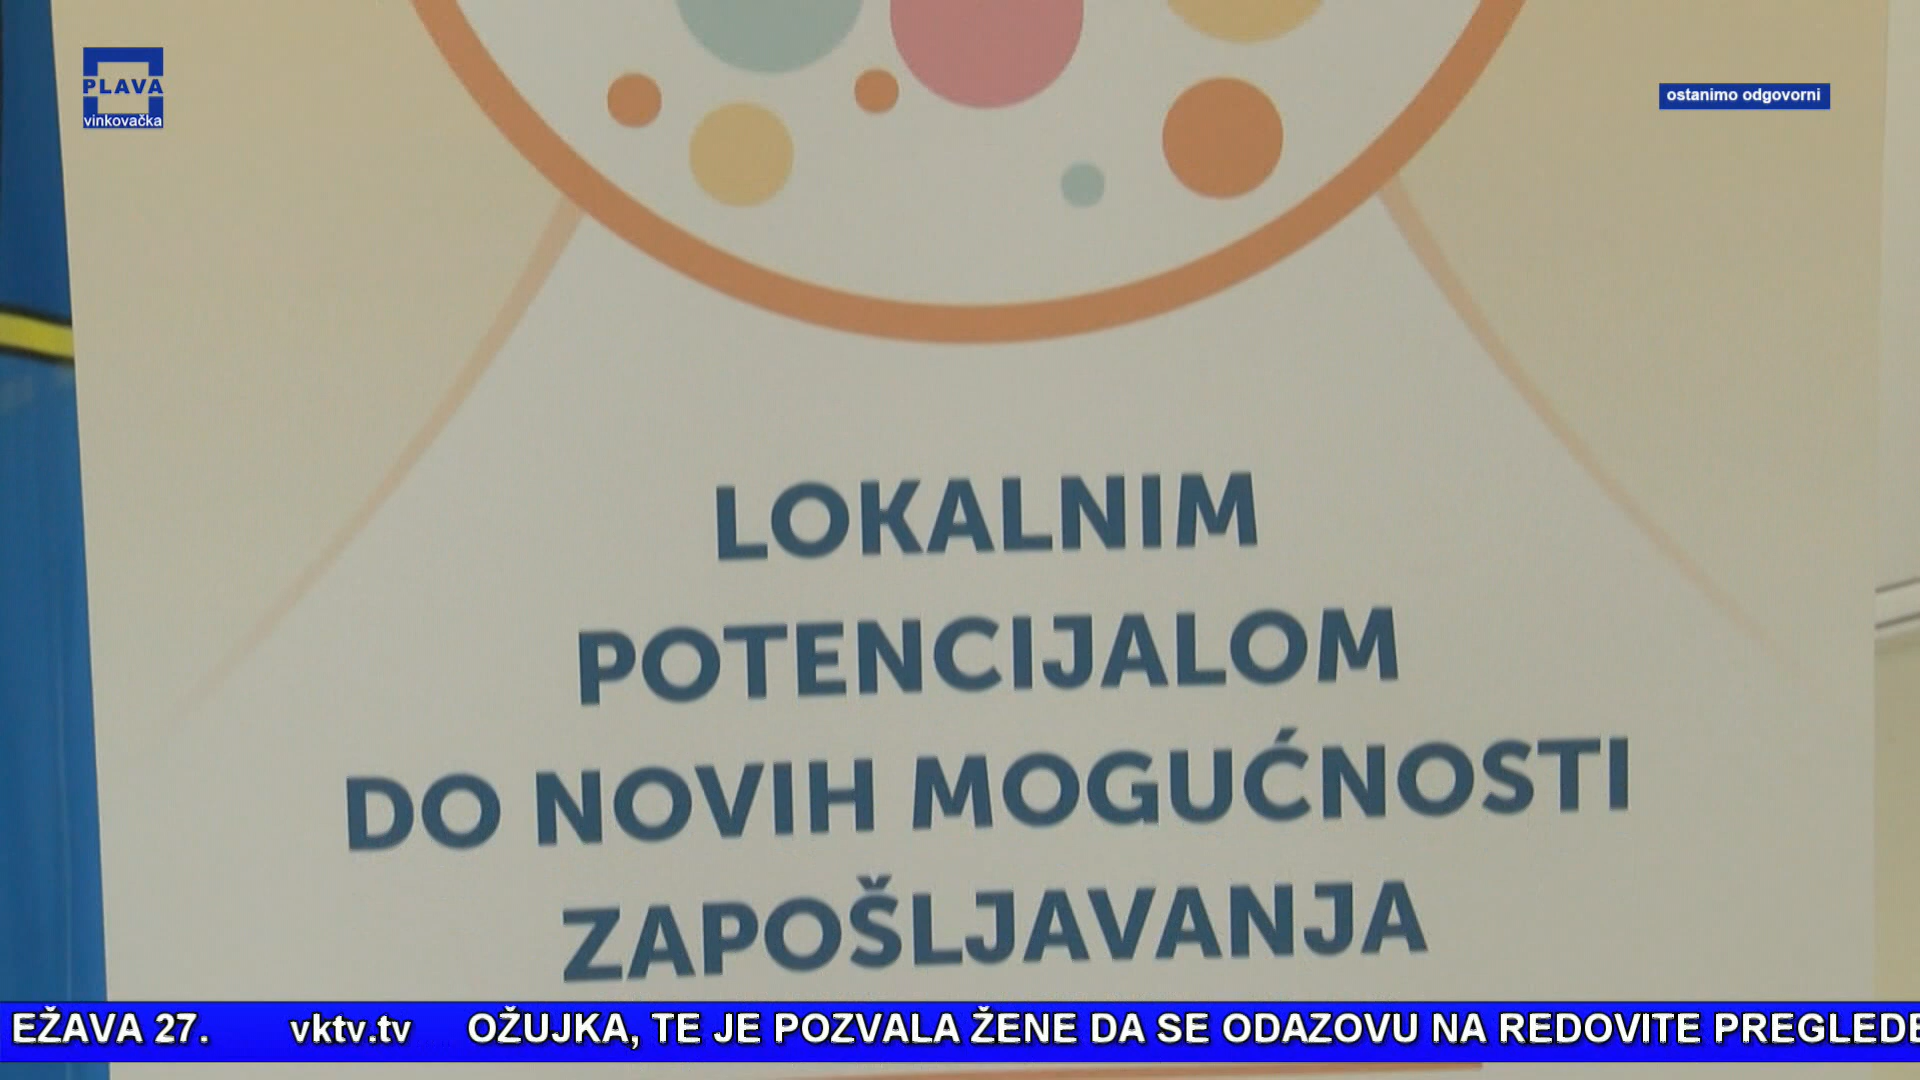 PLAVA
vinkovačka
ostanimo odgovorni
LOKALNIM
POTENCIJALOM
DO NOVIH MOGUĆNOSTI
ZAPOŠLJAVANJA
EŽAVA 27. vktv.tv OŽUJKA, TE JE POZVALA ŽENE DA SE ODAZOVU NA REDOVITE PREGLEDE